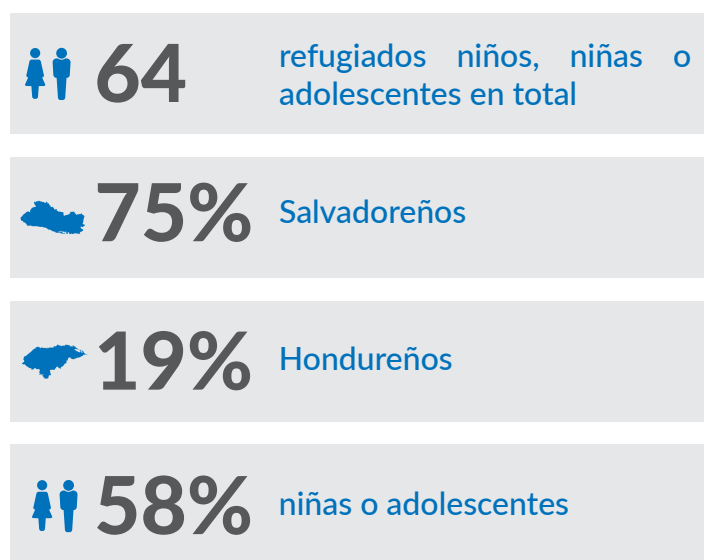 64 refugiados niños, niñas o
adolescentes en total
75% Salvadoreños
19% Hondureños
58% niñas o adolescentes